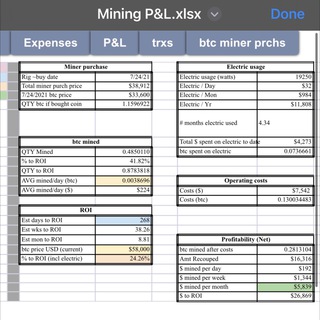 Mining P&L.xlsx
Done
Expenses
P&L
trxs
btc miner prchs
Miner purchase
Rig ~buy date 7/24/21
Total miner purch price $38,912
7/24/2021 btc price $33,600
QTY btc if bought coin 1.1596922
Electric usage
Electric usage (watts) 19250
Electric / Day $32
Electric / Mon $984
Electric / Yr $11,808
# months electric used 4.34
Total $ spent on electric to date $4,273
btc spent on electric 0.0736661
btc mined
QTY Mined 0.4850110
% to ROI 41.82%
QTY to ROI 0.8783818
AVG mined/day (btc) 0.0038696
AVG mined/day ($) $224
Operating costs
Costs ($) $7,542
Costs (btc) 0.130034483
ROI
Est days to ROI 268
Est wks to ROI 38.26
Est mon to ROI 8.81
btc price USD (current) $58,000
% to ROI (incl electric) 24.26%
Profitability (Net)
btc mined after costs 0.2813104
Amt Recouped $16,316
$ mined per day $192
$ mined per week $1,344
$ mined per month $5,839
$ to ROI $26,869